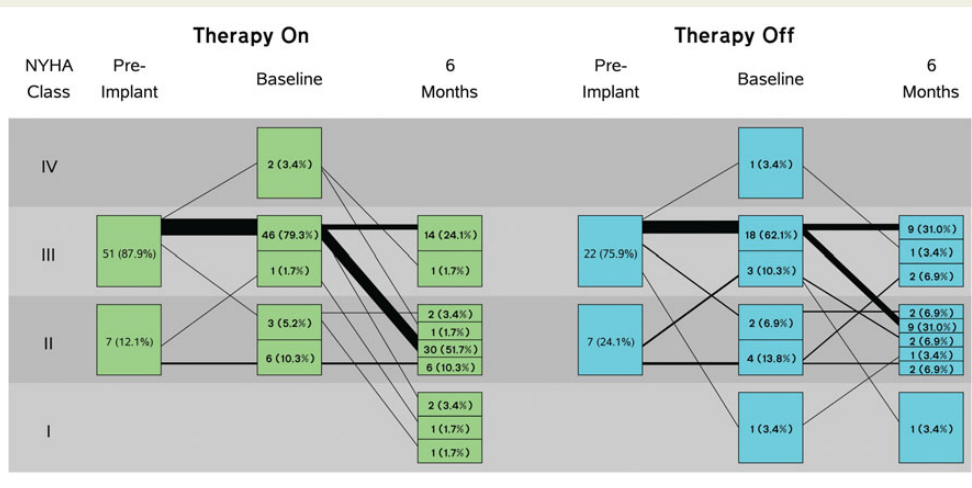 Therapy On
Therapy Off
NYHA Class
Pre-Implant
Baseline
6 Months
Pre-Implant
Baseline
6 Months
IV
2 (3.4%)
1 (3.4%)
III
51 (87.9%)
46 (79.3%)
1 (1.7%)
14 (24.1%)
1 (1.7%)
22 (75.9%)
18 (62.1%)
3 (10.3%)
9 (31.0%)
1 (3.4%)
2 (6.9%)
II
7 (12.1%)
3 (5.2%)
6 (10.3%)
2 (3.4%)
1 (1.7%)
30 (51.7%)
6 (10.3%)
7 (24.1%)
2 (6.9%)
4 (13.8%)
2 (6.9%)
9 (31.0%)
2 (6.9%)
1 (3.4%)
2 (6.9%)
I
2 (3.4%)
1 (1.7%)
1 (1.7%)
1 (3.4%)
1 (3.4%)